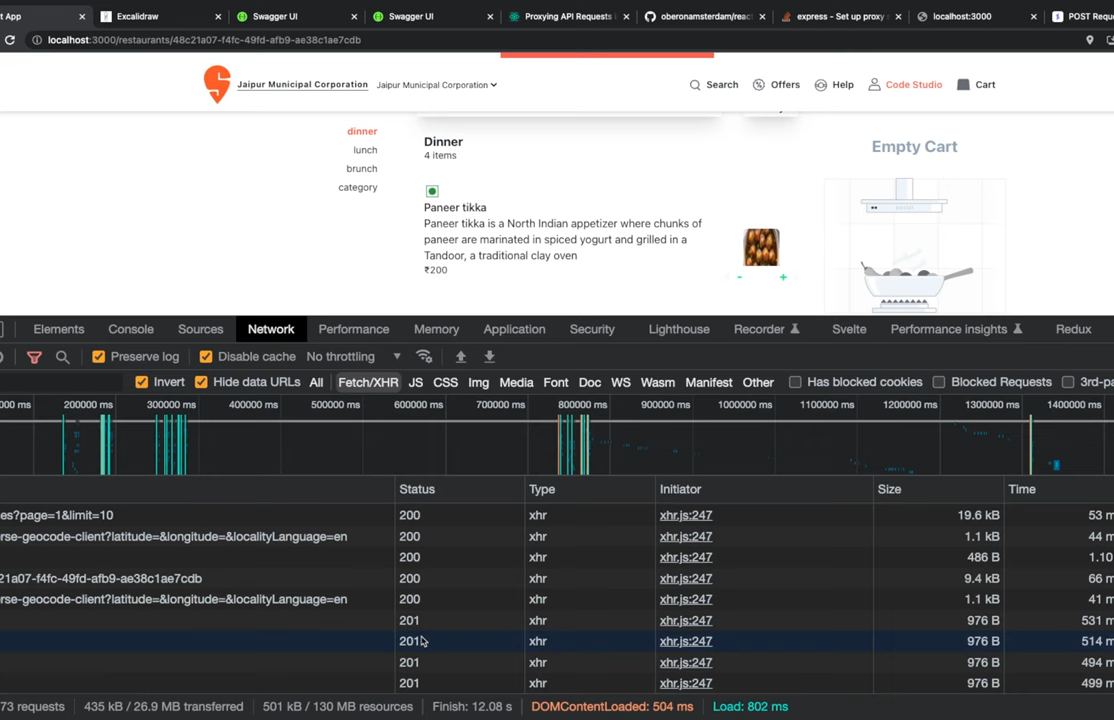 t App
Excalidraw
Swagger UI
Swagger UI
Proxying API Requests i
oberonamsterdam/reac
express - Set up proxy s
localhost:3000
POST Reque
localhost:3000/restaurants/48c21a07-f4fc-49fd-afb9-ae38c1ae7cdb
Jaipur Municipal Corporation
Jaipur Municipal Corporation
Search
Offers
Help
Code Studio
Cart
dinner
lunch
brunch
category
Dinner
4 items
Paneer tikka
Paneer tikka is a North Indian appetizer where chunks of
paneer are marinated in spiced yogurt and grilled in a
Tandoor, a traditional clay oven
₹200
- +
Empty Cart
Elements Console Sources Network Performance Memory Application Security Lighthouse Recorder Svelte Performance insights Redux
Preserve log Disable cache No throttling
Invert Hide data URLs All Fetch/XHR JS CSS Img Media Font Doc WS Wasm Manifest Other Has blocked cookies Blocked Requests 3rd-pa
000 ms 200000 ms 300000 ms 400000 ms 500000 ms 600000 ms 700000 ms 800000 ms 900000 ms 1000000 ms 1100000 ms 1200000 ms 1300000 ms 1400000 ms
Status Type Initiator Size Time
es?page=1&limit=10 200 xhr xhr.js:247 19.6 kB 53 m
erse-geocode-client?latitude=&longitude=&localityLanguage=en 200 xhr xhr.js:247 1.1 kB 44 m
200 xhr xhr.js:247 486 B 1.10
21a07-f4fc-49fd-afb9-ae38c1ae7cdb 200 xhr xhr.js:247 9.4 kB 66 m
erse-geocode-client?latitude=&longitude=&localityLanguage=en 200 xhr xhr.js:247 1.1 kB 41 m
201 xhr xhr.js:247 976 B 531 m
201 xhr xhr.js:247 976 B 514 m
201 xhr xhr.js:247 976 B 494 m
201 xhr xhr.js:247 976 B 499 m
73 requests 435 kB / 26.9 MB transferred 501 kB / 130 MB resources Finish: 12.08 s DOMContentLoaded: 504 ms Load: 802 ms